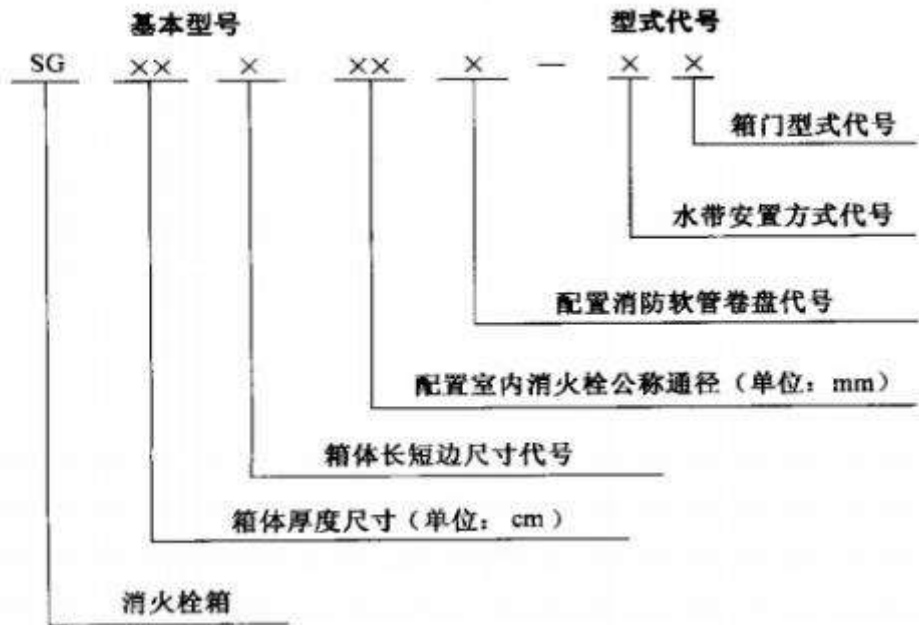 基本型号 型式代号
SG ×× × ×× × — × ×
箱门型式代号
水带安置方式代号
配置消防软管卷盘代号
配置室内消火栓公称通径（单位：mm）
箱体长短边尺寸代号
箱体厚度尺寸（单位：cm）
消火栓箱